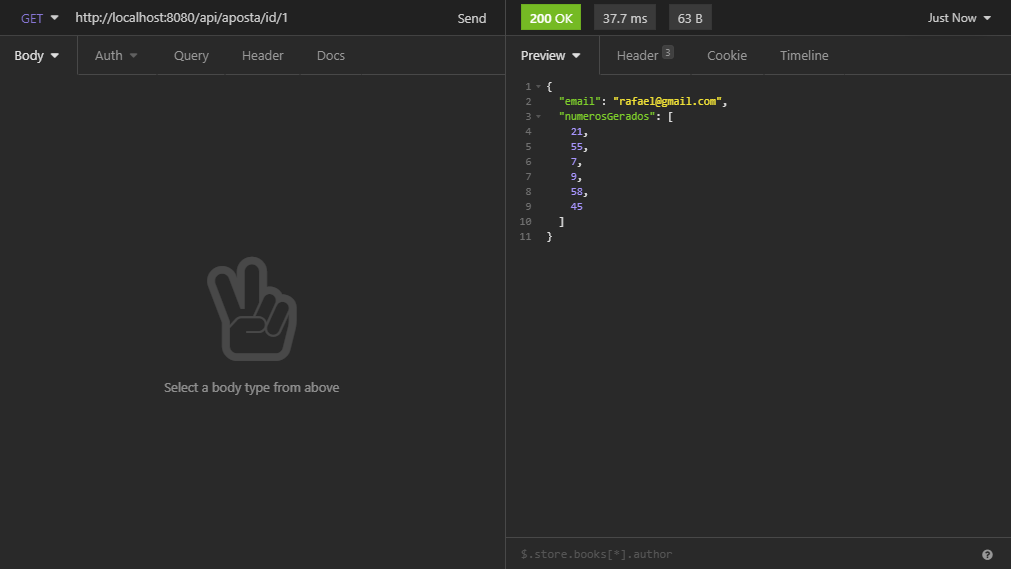 GET http://localhost:8080/api/aposta/id/1 Send
Body Auth Query Header Docs
Select a body type from above
200 OK 37.7 ms 63 B Just Now
Preview Header 3 Cookie Timeline
1 {
2 "email": "rafael@gmail.com",
3 "numerosGerados": [
4 21,
5 55,
6 7,
7 9,
8 58,
9 45
10 ]
11 }
$.store.books[*].author ?